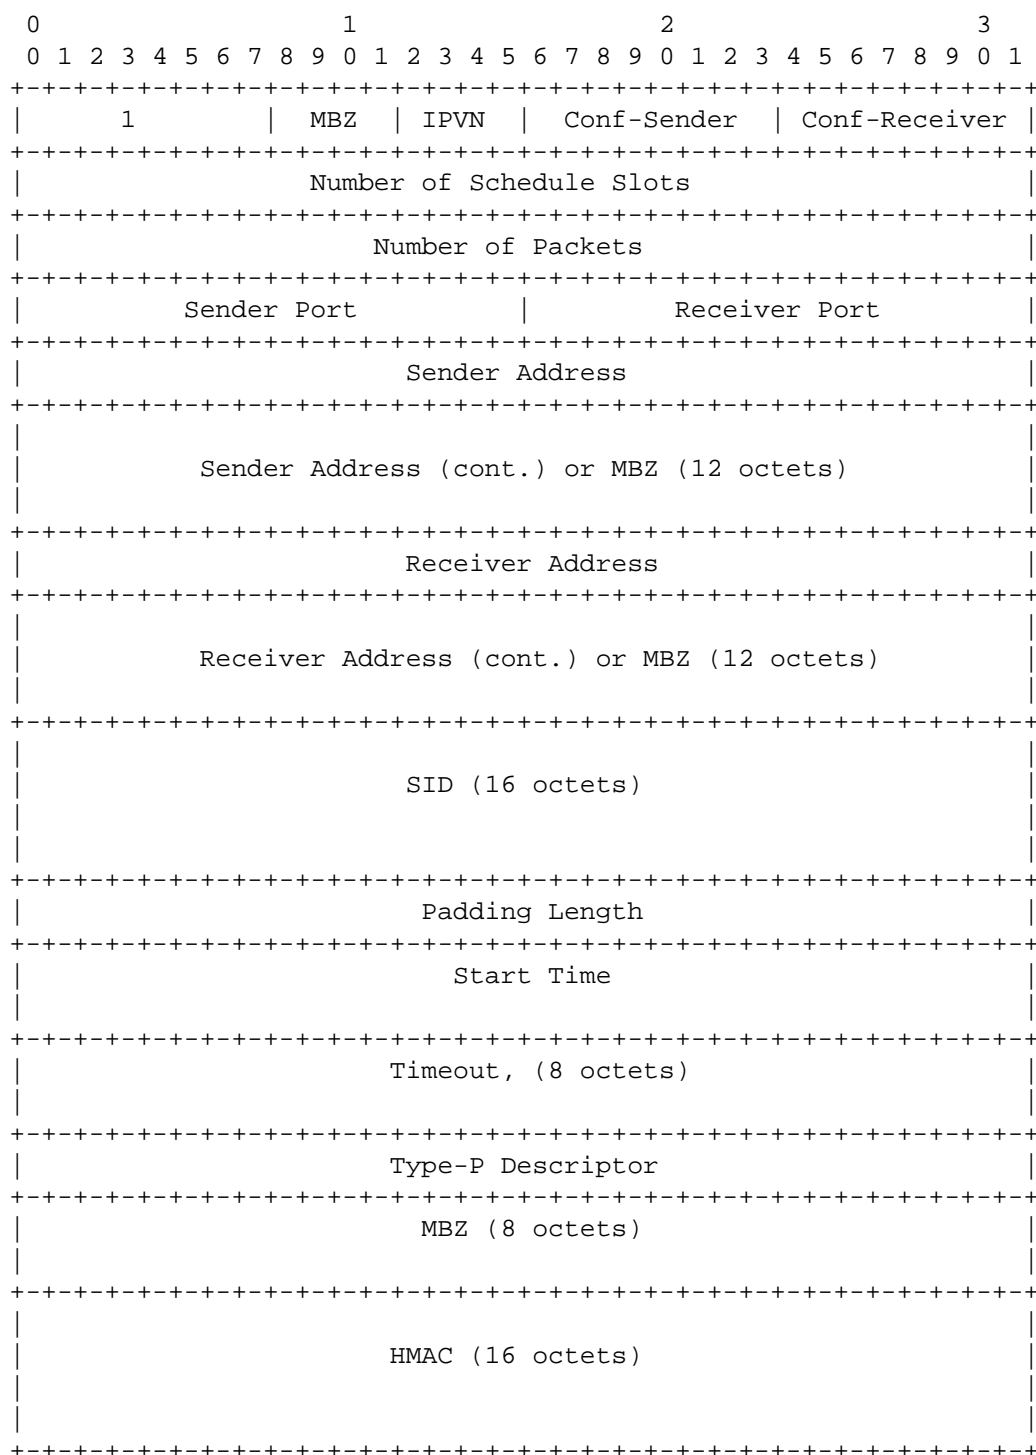 0                   1                   2                   3
0 1 2 3 4 5 6 7 8 9 0 1 2 3 4 5 6 7 8 9 0 1 2 3 4 5 6 7 8 9 0 1
+-+-+-+-+-+-+-+-+-+-+-+-+-+-+-+-+-+-+-+-+-+-+-+-+-+-+-+-+-+-+-+-+
|      1        |  MBZ  | IPVN  |  Conf-Sender  | Conf-Receiver |
+-+-+-+-+-+-+-+-+-+-+-+-+-+-+-+-+-+-+-+-+-+-+-+-+-+-+-+-+-+-+-+-+
|                  Number of Schedule Slots                     |
+-+-+-+-+-+-+-+-+-+-+-+-+-+-+-+-+-+-+-+-+-+-+-+-+-+-+-+-+-+-+-+-+
|                      Number of Packets                        |
+-+-+-+-+-+-+-+-+-+-+-+-+-+-+-+-+-+-+-+-+-+-+-+-+-+-+-+-+-+-+-+-+
|          Sender Port          |         Receiver Port         |
+-+-+-+-+-+-+-+-+-+-+-+-+-+-+-+-+-+-+-+-+-+-+-+-+-+-+-+-+-+-+-+-+
|                        Sender Address                         |
+-+-+-+-+-+-+-+-+-+-+-+-+-+-+-+-+-+-+-+-+-+-+-+-+-+-+-+-+-+-+-+-+
|                                                               |
|           Sender Address (cont.) or MBZ (12 octets)           |
|                                                               |
+-+-+-+-+-+-+-+-+-+-+-+-+-+-+-+-+-+-+-+-+-+-+-+-+-+-+-+-+-+-+-+-+
|                        Receiver Address                       |
+-+-+-+-+-+-+-+-+-+-+-+-+-+-+-+-+-+-+-+-+-+-+-+-+-+-+-+-+-+-+-+-+
|                                                               |
|           Receiver Address (cont.) or MBZ (12 octets)         |
|                                                               |
+-+-+-+-+-+-+-+-+-+-+-+-+-+-+-+-+-+-+-+-+-+-+-+-+-+-+-+-+-+-+-+-+
|                                                               |
|                        SID (16 octets)                        |
|                                                               |
|                                                               |
+-+-+-+-+-+-+-+-+-+-+-+-+-+-+-+-+-+-+-+-+-+-+-+-+-+-+-+-+-+-+-+-+
|                         Padding Length                        |
+-+-+-+-+-+-+-+-+-+-+-+-+-+-+-+-+-+-+-+-+-+-+-+-+-+-+-+-+-+-+-+-+
|                           Start Time                          |
|                                                               |
+-+-+-+-+-+-+-+-+-+-+-+-+-+-+-+-+-+-+-+-+-+-+-+-+-+-+-+-+-+-+-+-+
|                       Timeout, (8 octets)                     |
|                                                               |
+-+-+-+-+-+-+-+-+-+-+-+-+-+-+-+-+-+-+-+-+-+-+-+-+-+-+-+-+-+-+-+-+
|                       Type-P Descriptor                       |
+-+-+-+-+-+-+-+-+-+-+-+-+-+-+-+-+-+-+-+-+-+-+-+-+-+-+-+-+-+-+-+-+
|                         MBZ (8 octets)                        |
|                                                               |
+-+-+-+-+-+-+-+-+-+-+-+-+-+-+-+-+-+-+-+-+-+-+-+-+-+-+-+-+-+-+-+-+
|                                                               |
|                       HMAC (16 octets)                        |
|                                                               |
|                                                               |
+-+-+-+-+-+-+-+-+-+-+-+-+-+-+-+-+-+-+-+-+-+-+-+-+-+-+-+-+-+-+-+-+